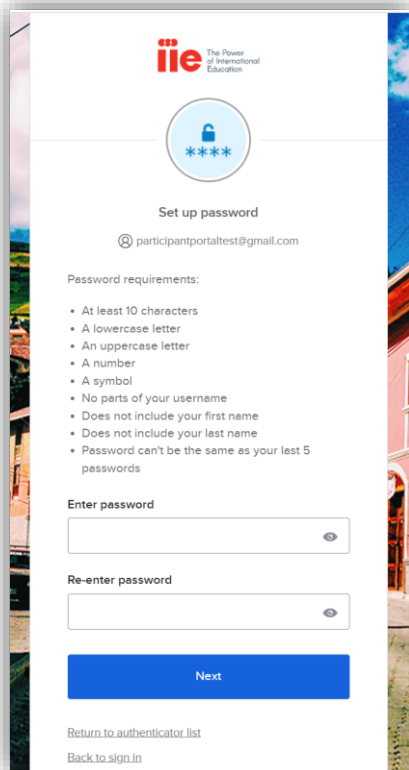 iie The Power
of International
Education
****
Set up password
participantportaltest@gmail.com
Password requirements:
• At least 10 characters
• A lowercase letter
• An uppercase letter
• A number
• A symbol
• No parts of your username
• Does not include your first name
• Does not include your last name
• Password can't be the same as your last 5
passwords
Enter password
Re-enter password
Next
Return to authenticator list
Back to sign in